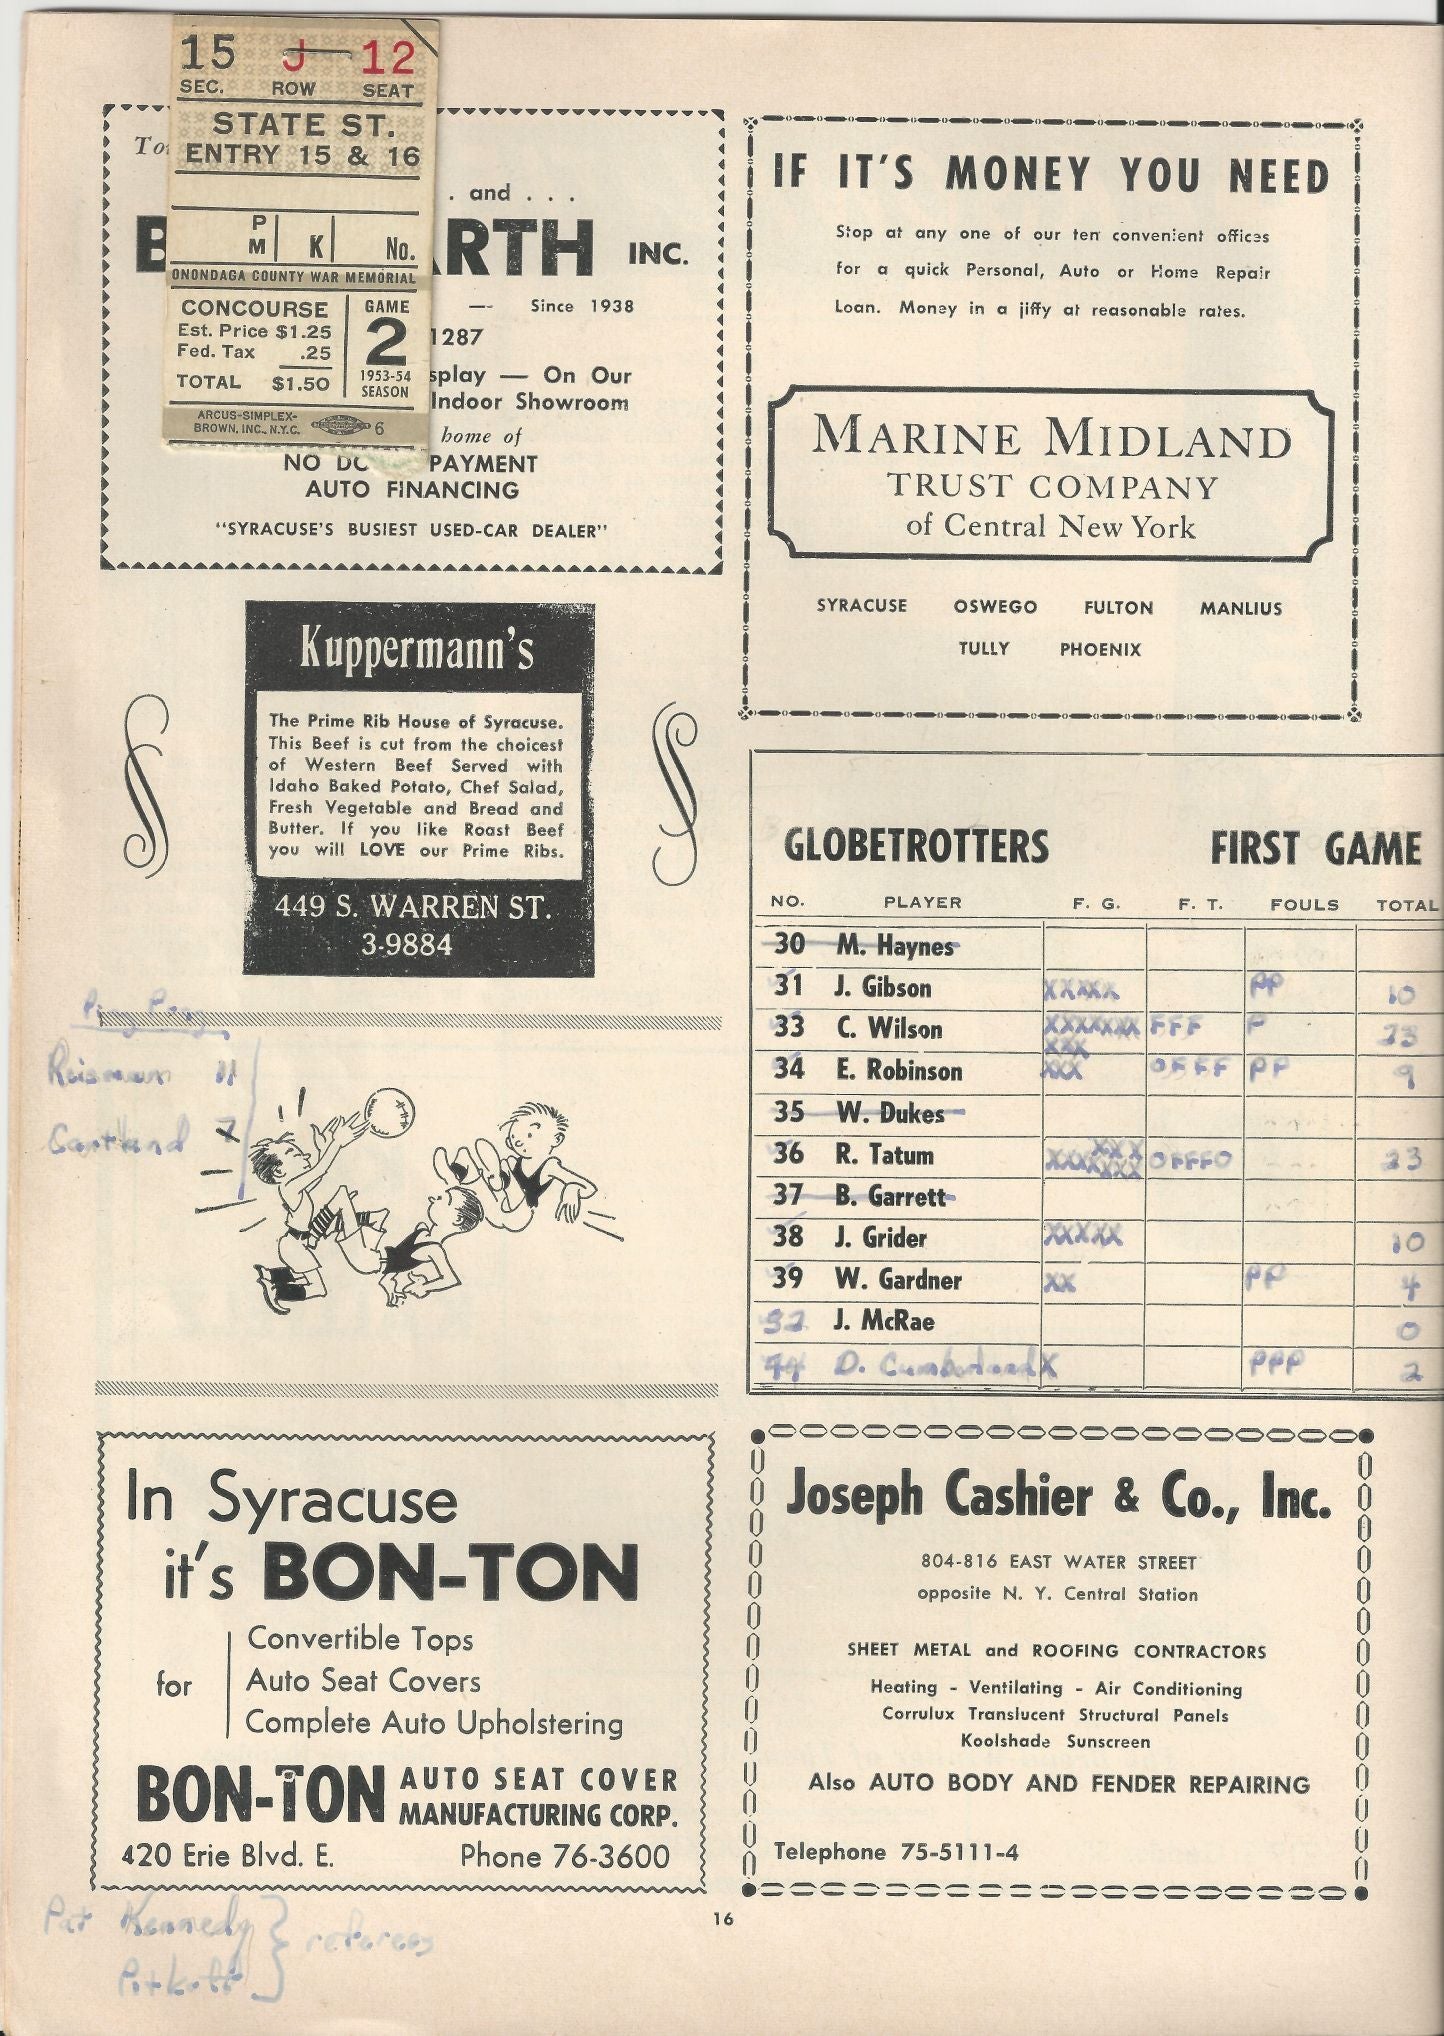 15 J 12
SEC. ROW SEAT
STATE ST.
ENTRY 15 & 16
P
M K No.
ONONDAGA COUNTY WAR MEMORIAL
CONCOURSE
Est. Price $1.25
Fed. Tax .25
TOTAL $1.50
GAME
2
1953-54
SEASON
ARCUS-SIMPLEX-
BROWN, INC., N.Y.C. 6
. and . . .
INC.
— Since 1938
1287
On Our
Indoor Showroom
home of
NO PAYMENT
AUTO FINANCING
"SYRACUSE'S BUSIEST USED-CAR DEALER"
IF IT'S MONEY YOU NEED
Stop at any one of our ten convenient offices
for a quick Personal, Auto or Home Repair
Loan. Money in a jiffy at reasonable rates.
MARINE MIDLAND
TRUST COMPANY
of Central New York
SYRACUSE OSWEGO FULTON MANLIUS
TULLY PHOENIX
Kuppermann's
The Prime Rib House of Syracuse.
This Beef is cut from the choicest
of Western Beef Served with
Idaho Baked Potato, Chef Salad,
Fresh Vegetable and Bread and
Butter. If you like Roast Beef
you will LOVE our Prime Ribs.
449 S. WARREN ST.
3-9884
Ping Pong
Reisman 11
Cartland 7
GLOBETROTTERS FIRST GAME
NO. PLAYER F. G. F. T. FOULS TOTAL
30 M. Haynes
31 J. Gibson XXXXX PP 10
33 C. Wilson XXXXXXX FFF P 23
XXX
34 E. Robinson XXX OFFF PP 9
35 W. Dukes
XXX
36 R. Tatum XXXXXXX OFFFO 23
37 B. Garrett
38 J. Grider XXXXX 10
39 W. Gardner XX PP 4
32 J. McRae 0
44 D. Cumberland X PPP 2
In Syracuse
it's BON-TON
for
Convertible Tops
Auto Seat Covers
Complete Auto Upholstering
BON-TON AUTO SEAT COVER
MANUFACTURING CORP.
420 Erie Blvd. E. Phone 76-3600
Joseph Cashier & Co., Inc.
804-816 EAST WATER STREET
opposite N. Y. Central Station
SHEET METAL and ROOFING CONTRACTORS
Heating - Ventilating - Air Conditioning
Corrulux Translucent Structural Panels
Koolshade Sunscreen
Also AUTO BODY AND FENDER REPAIRING
Telephone 75-5111-4
16
Pat Kennedy
referees